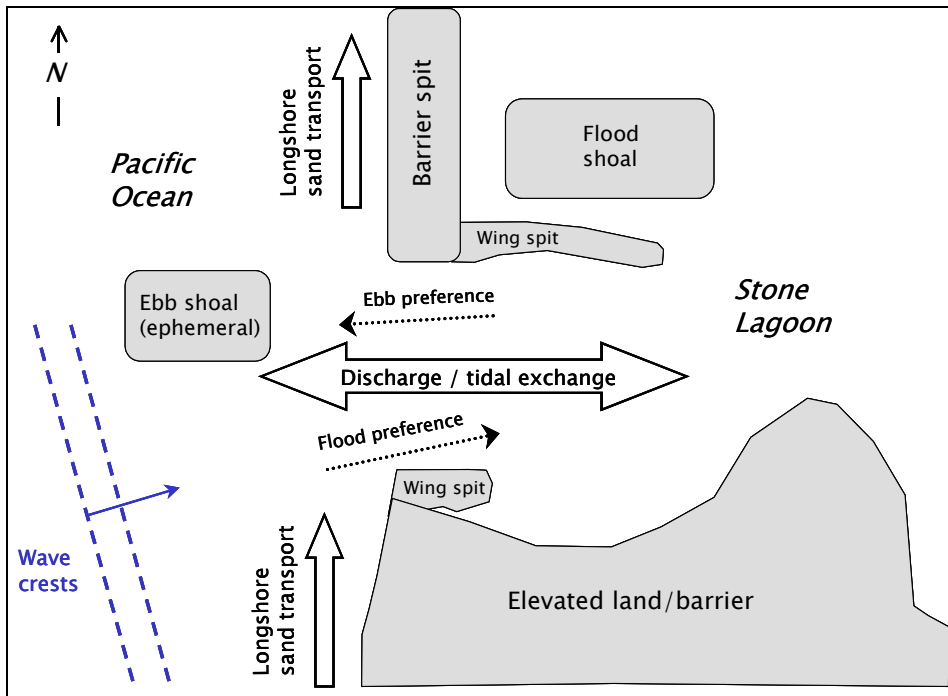 N
Pacific
Ocean
Longshore
sand transport
Barrier spit
Flood
shoal
Wing spit
Ebb shoal
(ephemeral)
Ebb preference
Stone
Lagoon
Discharge / tidal exchange
Flood preference
Wing spit
Wave
crests
Longshore
sand transport
Elevated land/barrier